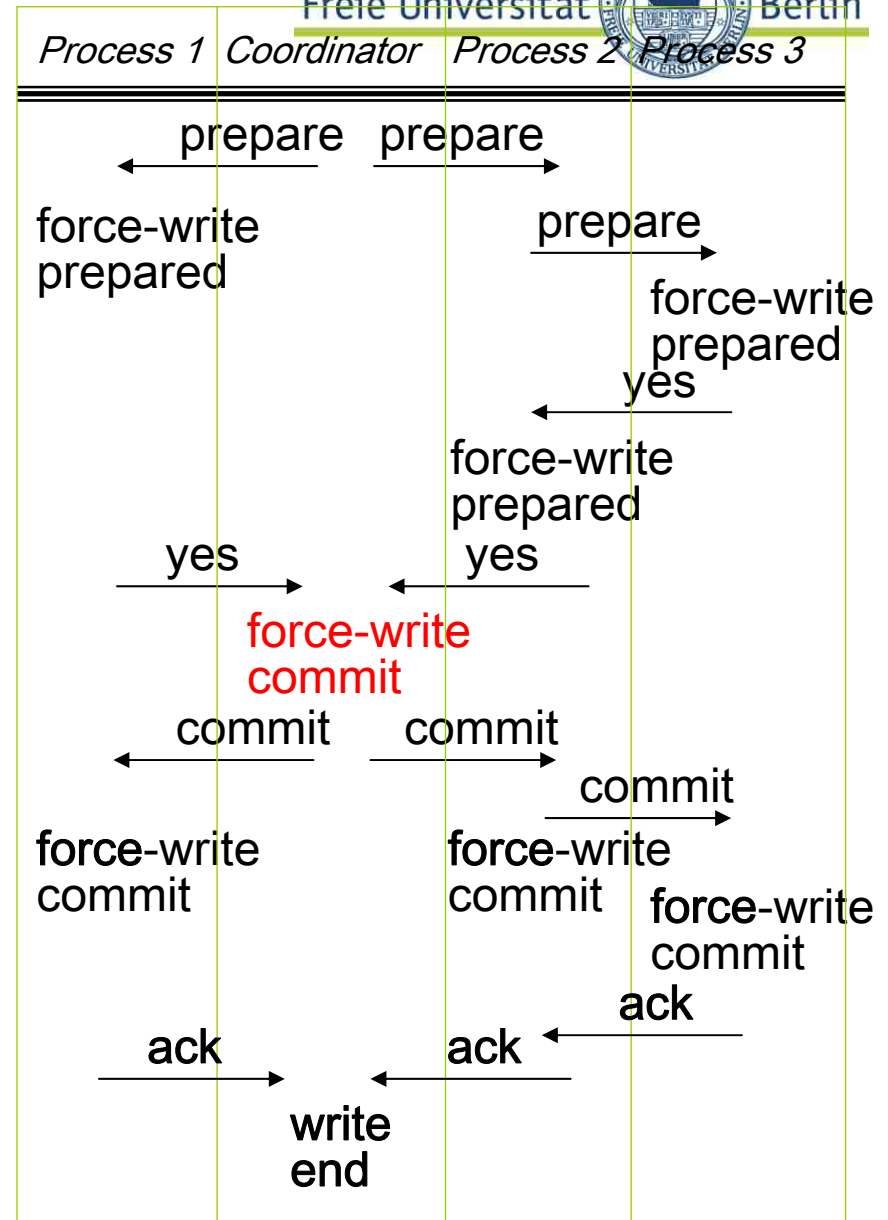 Freie Universität Berlin
Process 1 Coordinator Process 2 Process 3
prepare prepare
force-write
prepared
prepare
force-write
prepared
yes
force-write
prepared
yes yes
force-write
commit
commit commit
commit
force-write
commit
force-write
commit
force-write
commit
ack
ack ack
write
end